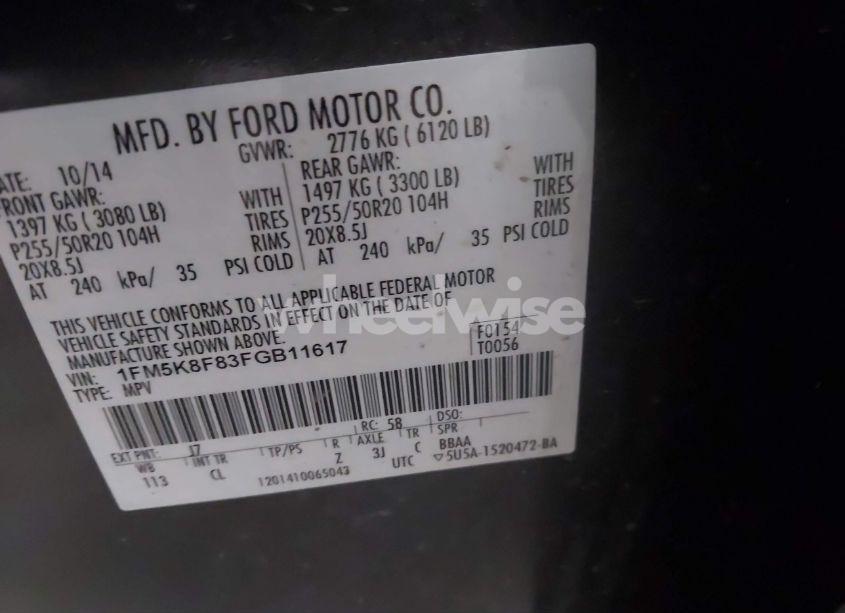 MFD. BY FORD MOTOR CO.
ATE: 10/14 GVWR: 2776 KG ( 6120 LB)
FRONT GAWR: REAR GAWR:
1397 KG ( 3080 LB) WITH 1497 KG ( 3300 LB) WITH
P255/50R20 104H TIRES P255/50R20 104H TIRES
20X8.5J RIMS 20X8.5J RIMS
AT 240 kPa/ 35 PSI COLD AT 240 kPa/ 35 PSI COLD
THIS VEHICLE CONFORMS TO ALL APPLICABLE FEDERAL MOTOR
VEHICLE SAFETY STANDARDS IN EFFECT ON THE DATE OF
MANUFACTURE SHOWN ABOVE.
VIN: 1FM5K8F83FGB11617
TYPE: MPV
F0154
T0056
EXT PNT: J7 RC: 58 DSO:
WB INT TR TP/PS R AXLE TR SPR
113 CL Z 3J C BBAA
1201410065043 UTC ▽5U5A-1520472-BA
wheelwise